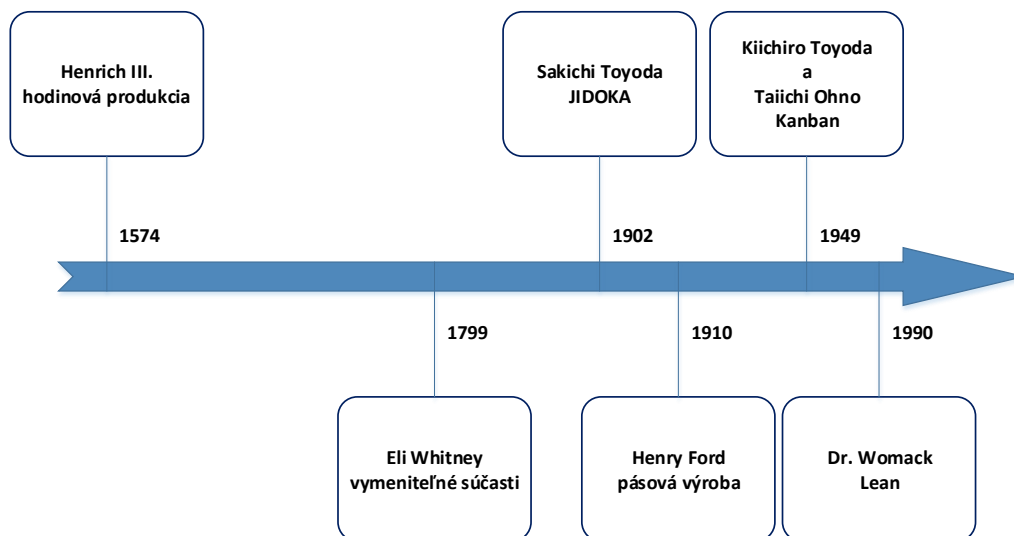 Henrich III.
hodinová produkcia
Sakichi Toyoda
JIDOKA
Kiichiro Toyoda
a
Taiichi Ohno
Kanban
1574
1902
1949
1799
1910
1990
Eli Whitney
vymeniteľné súčasti
Henry Ford
pásová výroba
Dr. Womack
Lean